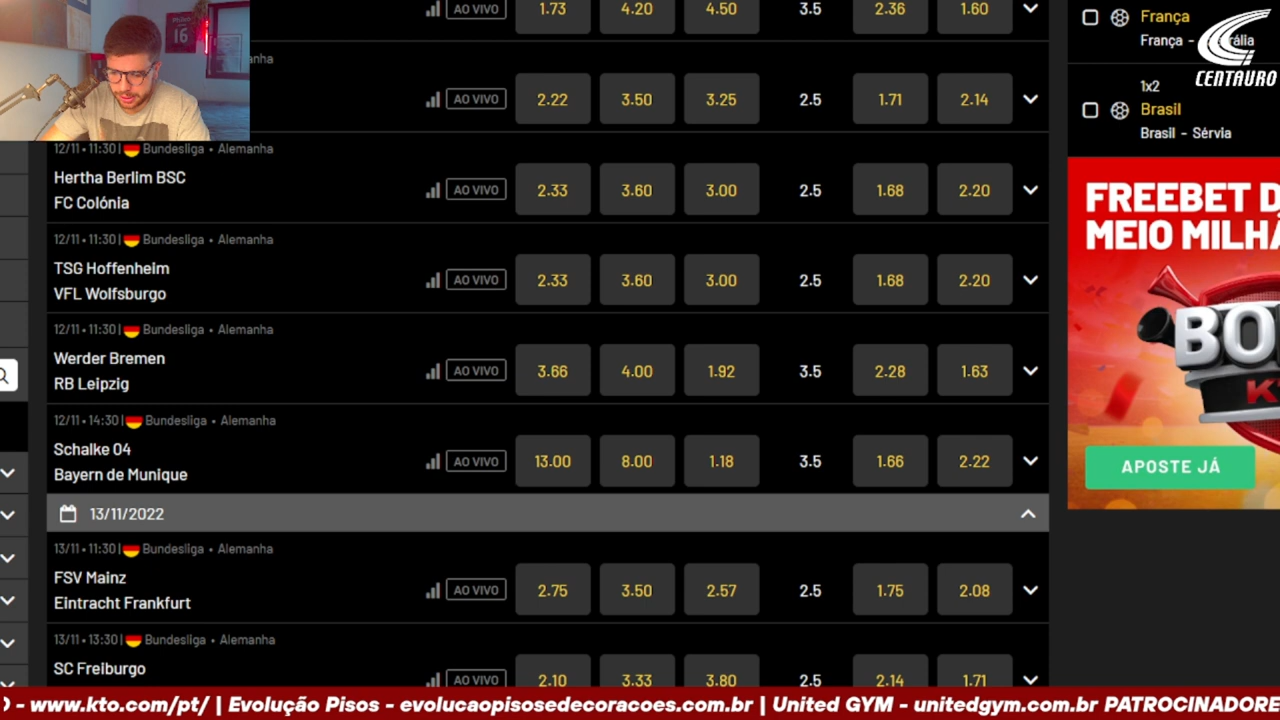 16
AO VIVO 1.73 4.20 4.50 3.5 2.36 1.60
AO VIVO 2.22 3.50 3.25 2.5 1.71 2.14
12/11 • 11:30 | Bundesliga • Alemanha
Hertha Berlim BSC
FC Colónia
AO VIVO 2.33 3.60 3.00 2.5 1.68 2.20
12/11 • 11:30 | Bundesliga • Alemanha
TSG Hoffenheim
VFL Wolfsburgo
AO VIVO 2.33 3.60 3.00 2.5 1.68 2.20
12/11 • 11:30 | Bundesliga • Alemanha
Werder Bremen
RB Leipzig
AO VIVO 3.66 4.00 1.92 3.5 2.28 1.63
12/11 • 14:30 | Bundesliga • Alemanha
Schalke 04
Bayern de Munique
AO VIVO 13.00 8.00 1.18 3.5 1.66 2.22
13/11/2022
13/11 • 11:30 | Bundesliga • Alemanha
FSV Mainz
Eintracht Frankfurt
AO VIVO 2.75 3.50 2.57 2.5 1.75 2.08
13/11 • 13:30 | Bundesliga • Alemanha
SC Freiburgo
AO VIVO 2.10 3.33 3.80 2.5 2.14 1.71
França
França -
CENTAURO
1x2
Brasil
Brasil - Sérvia
FREEBET D
MEIO MILH
BO
K
APOSTE JÁ
- www.kto.com/pt/ | Evolução Pisos - evolucaopisosedecoracoes.com.br | United GYM - unitedgym.com.br PATROCINADORE